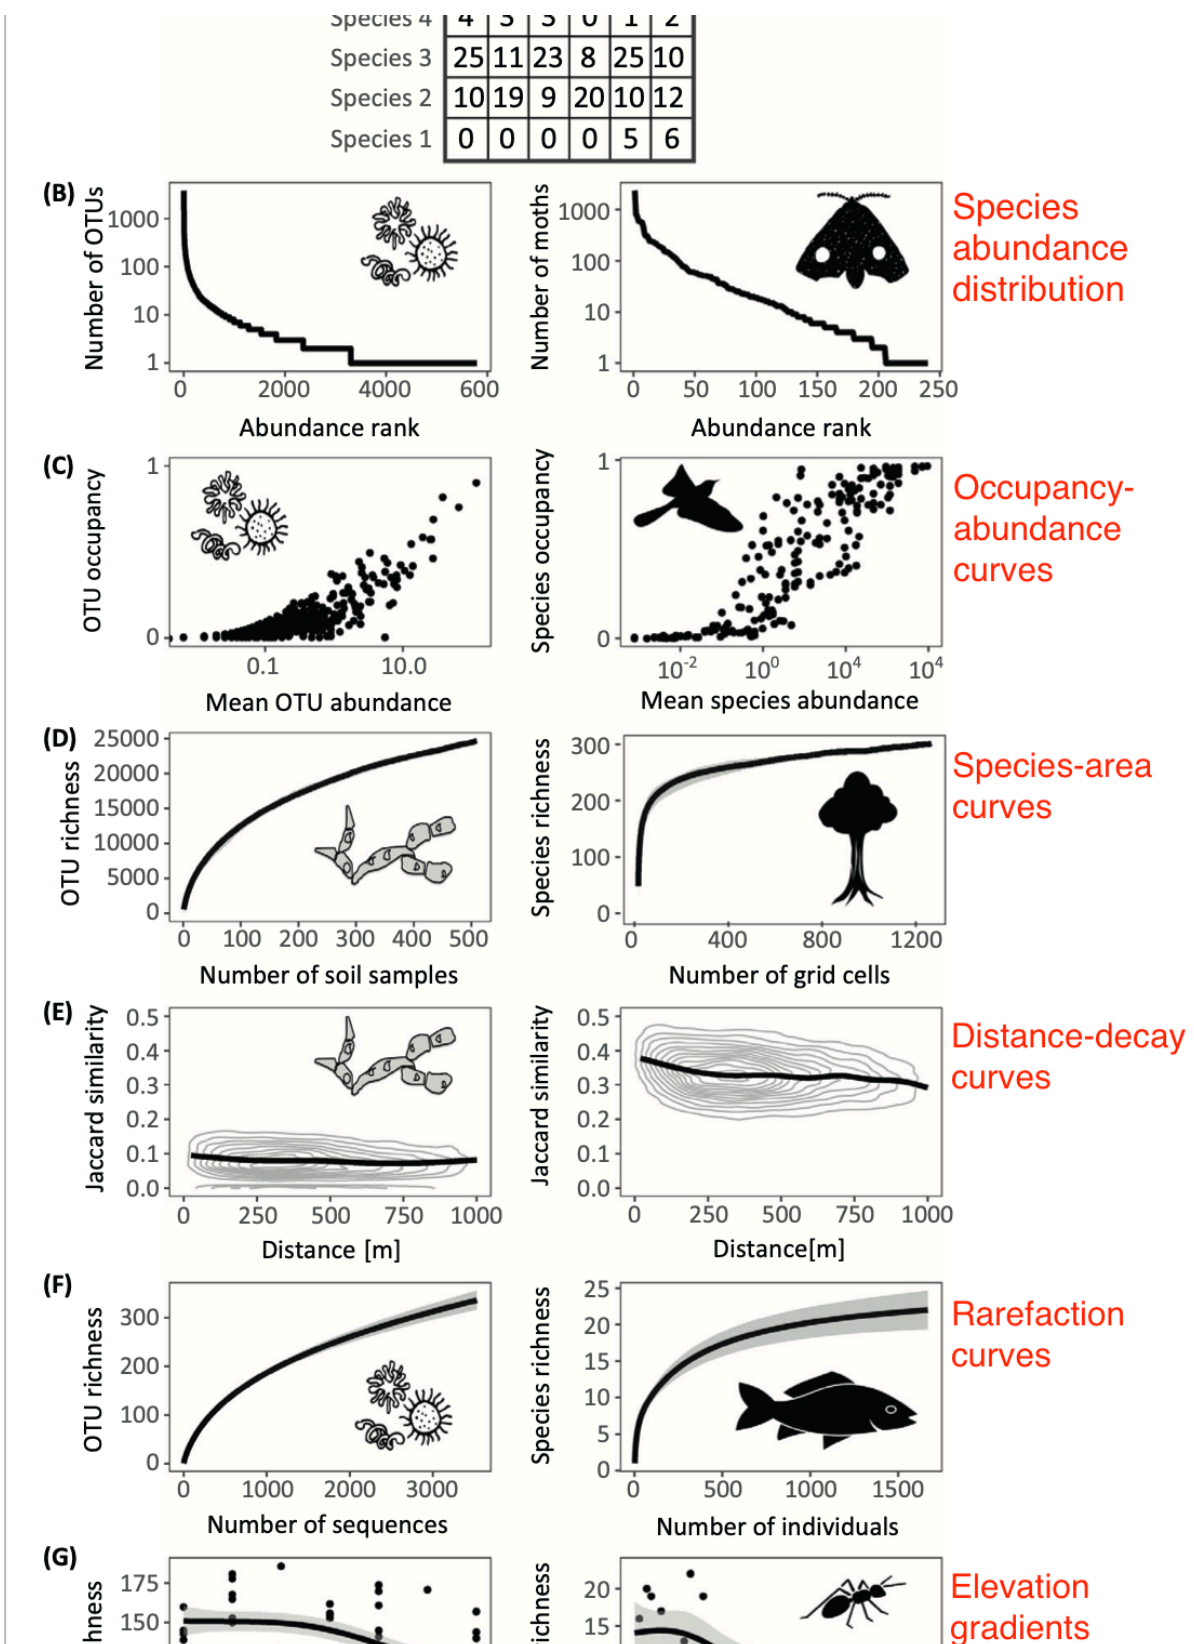 Species 4 4 3 3 0 1 2
Species 3 25 11 23 8 25 10
Species 2 10 19 9 20 10 12
Species 1 0 0 0 0 5 6
(B)
Number of OTUs
1000
100
10
1
0 2000 4000 600
Abundance rank
Number of moths
1000
100
10
1
0 50 100 150 200 250
Abundance rank
Species
abundance
distribution
(C)
OTU occupancy
1
0
0.1 10.0
Mean OTU abundance
Species occupancy
1
0
10-2 100 104 104
Mean species abundance
Occupancy-
abundance
curves
(D)
OTU richness
25000
20000
15000
10000
5000
0
0 100 200 300 400 500
Number of soil samples
Species richness
300
200
100
0
0 400 800 1200
Number of grid cells
Species-area
curves
(E)
Jaccard similarity
0.5
0.4
0.3
0.2
0.1
0.0
0 250 500 750 1000
Distance [m]
Jaccard similarity
0.5
0.4
0.3
0.2
0.1
0.0
0 250 500 750 1000
Distance[m]
Distance-decay
curves
(F)
OTU richness
300
200
100
0
0 1000 2000 3000
Number of sequences
Species richness
25
20
15
10
5
0
0 500 1000 1500
Number of individuals
Rarefaction
curves
(G)
hness
175
150
richness
20
15
Elevation
gradients